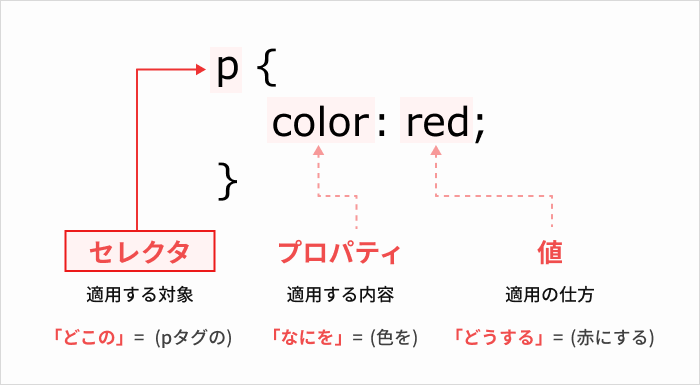 p {
color: red;
}
セレクタ プロパティ 値
適用する対象 適用する内容 適用の仕方
「どこの」= (pタグの) 「なにを」= (色を) 「どうする」= (赤にする)